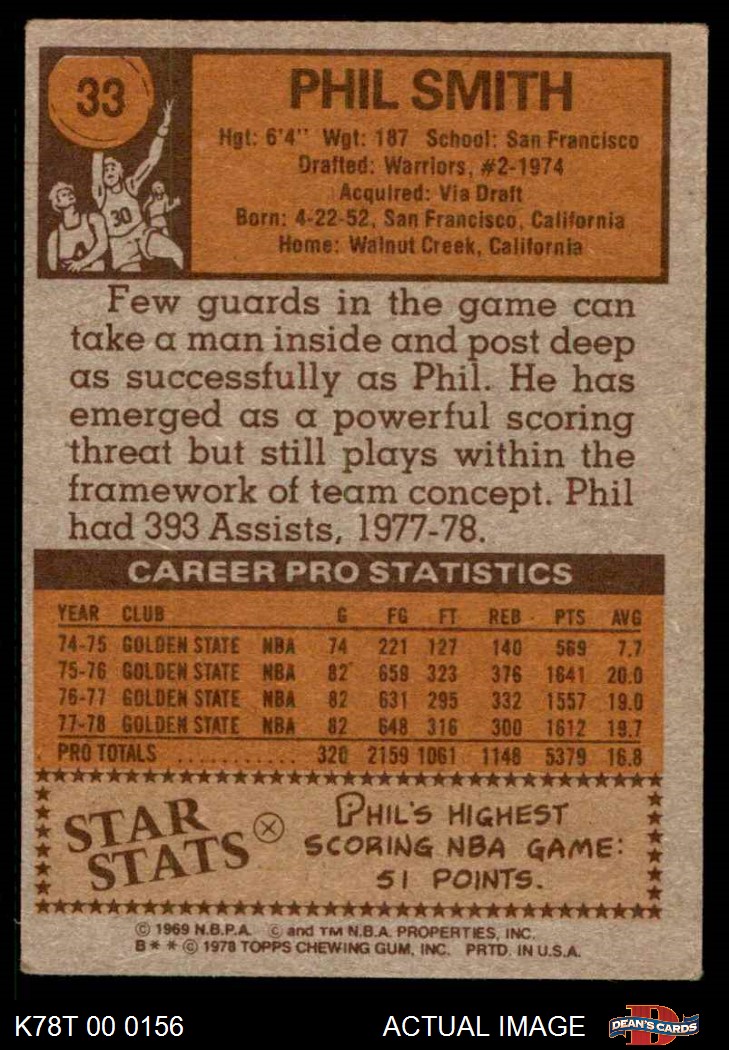 33
PHIL SMITH
Hgt: 6'4" Wgt: 187 School: San Francisco
Drafted: Warriors, #2-1974
Acquired: Via Draft
Born: 4-22-52, San Francisco, California
Home: Walnut Creek, California
30
Few guards in the game can
take a man inside and post deep
as successfully as Phil. He has
emerged as a powerful scoring
threat but still plays within the
framework of team concept. Phil
had 393 Assists, 1977-78.
CAREER PRO STATISTICS
YEAR CLUB G FG FT REB PTS AVG
74-75 GOLDEN STATE NBA 74 221 127 140 569 7.7
75-76 GOLDEN STATE NBA 82 659 323 376 1641 20.0
76-77 GOLDEN STATE NBA 82 631 295 332 1557 19.0
77-78 GOLDEN STATE NBA 82 648 316 300 1612 19.7
PRO TOTALS ........... 320 2159 1061 1148 5379 16.8
STAR
STATS
PHIL'S HIGHEST
SCORING NBA GAME:
51 POINTS.
© 1969 N.B.P.A. © and TM N.B.A. PROPERTIES, INC.
B * * © 1978 TOPPS CHEWING GUM, INC. PRTD. IN U.S.A.
K78T 00 0156 ACTUAL IMAGE
DEAN'S CARDS